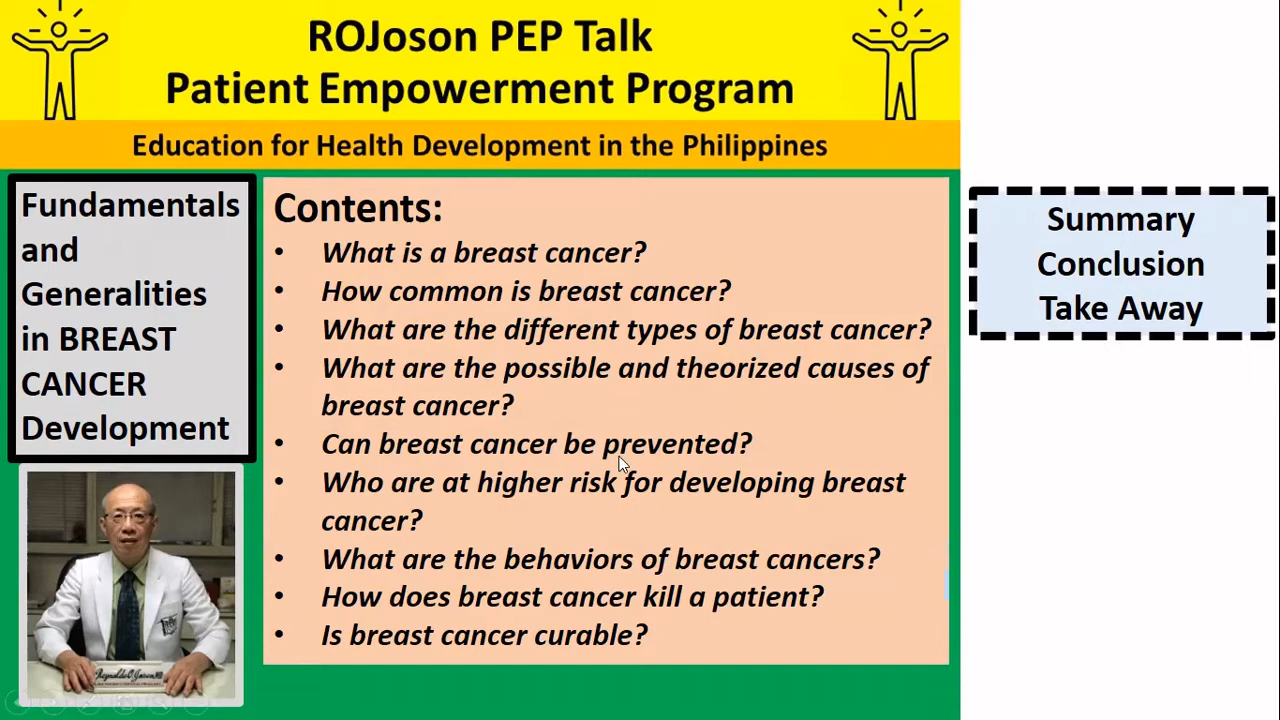 ROJoson PEP Talk
Patient Empowerment Program
Education for Health Development in the Philippines
Fundamentals
and
Generalities
in BREAST
CANCER
Development
Contents:
• What is a breast cancer?
• How common is breast cancer?
• What are the different types of breast cancer?
• What are the possible and theorized causes of
breast cancer?
• Can breast cancer be prevented?
• Who are at higher risk for developing breast
cancer?
• What are the behaviors of breast cancers?
• How does breast cancer kill a patient?
• Is breast cancer curable?
Summary
Conclusion
Take Away